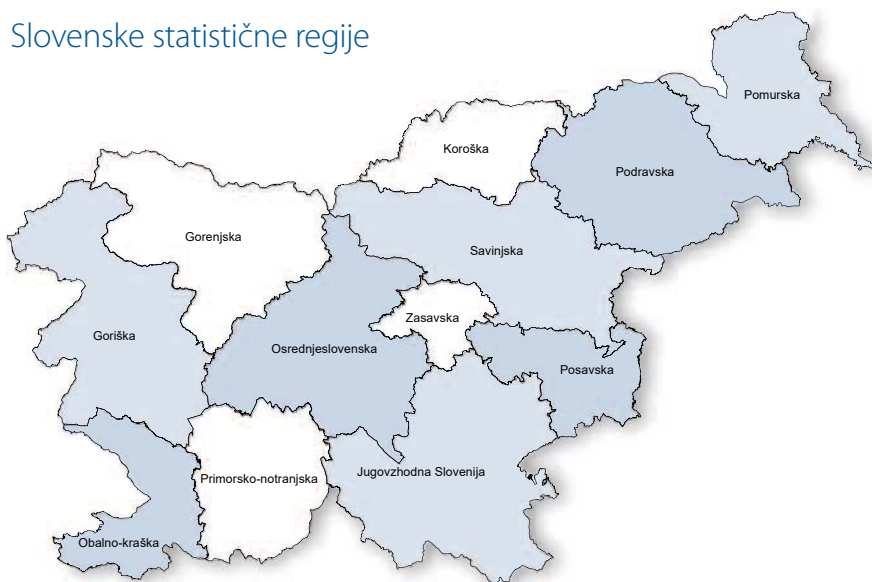 Slovenske statistične regije
Pomurska
Koroška
Podravska
Gorenjska
Savinjska
Zasavska
Goriška
Osrednjeslovenska
Posavska
Primorsko-notranjska
Jugovzhodna Slovenija
Obalno-kraška